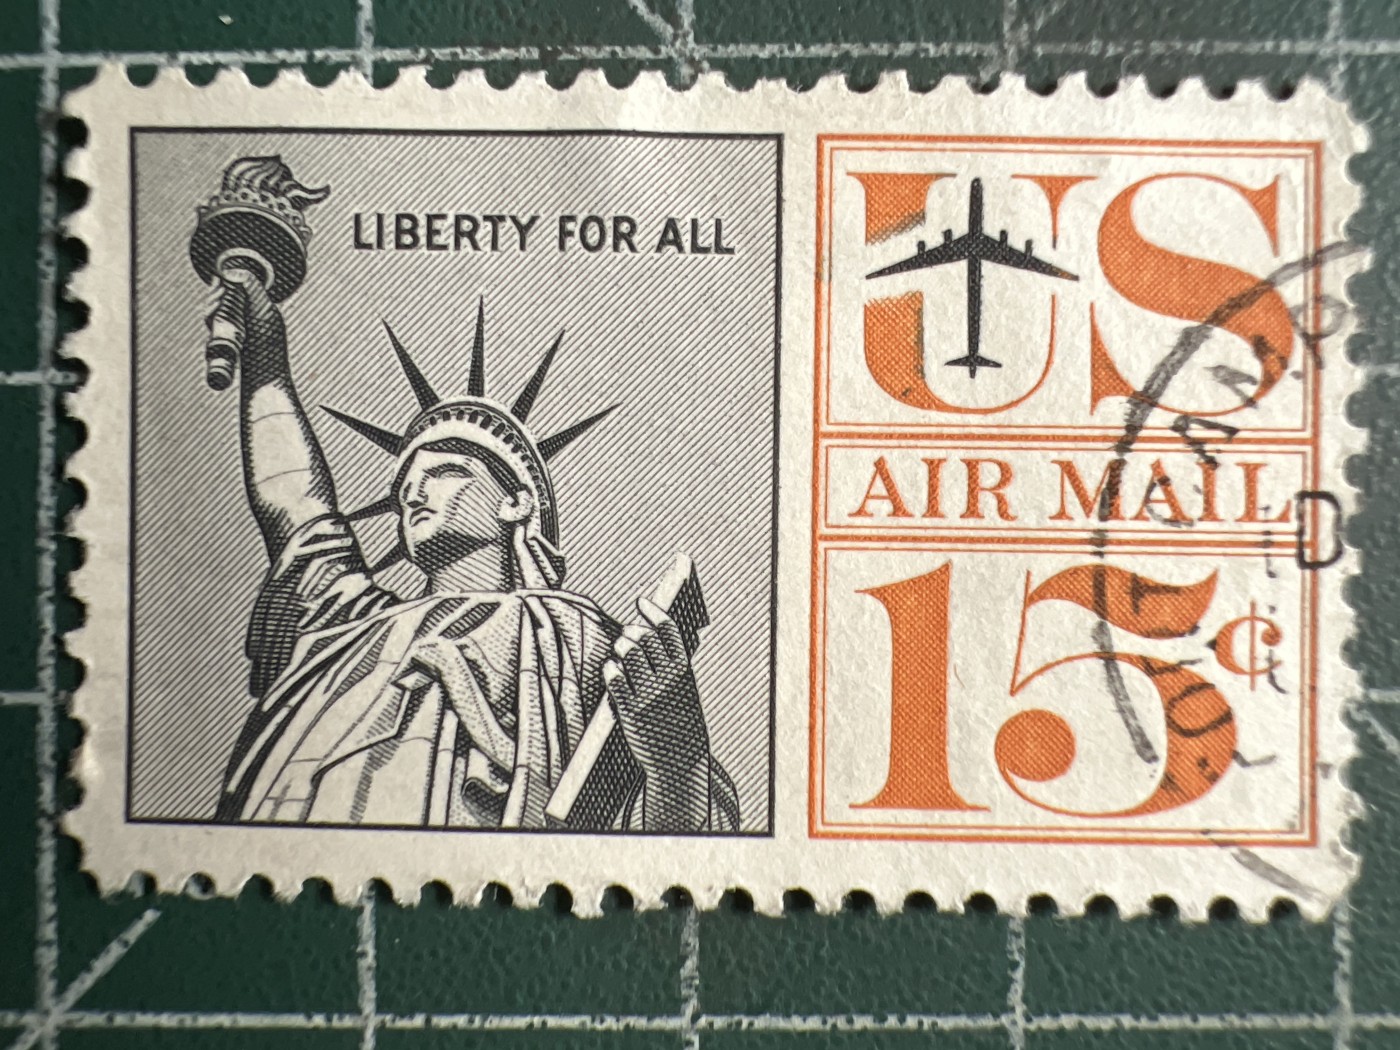 LIBERTY FOR ALL
US
AIR MAIL
15¢